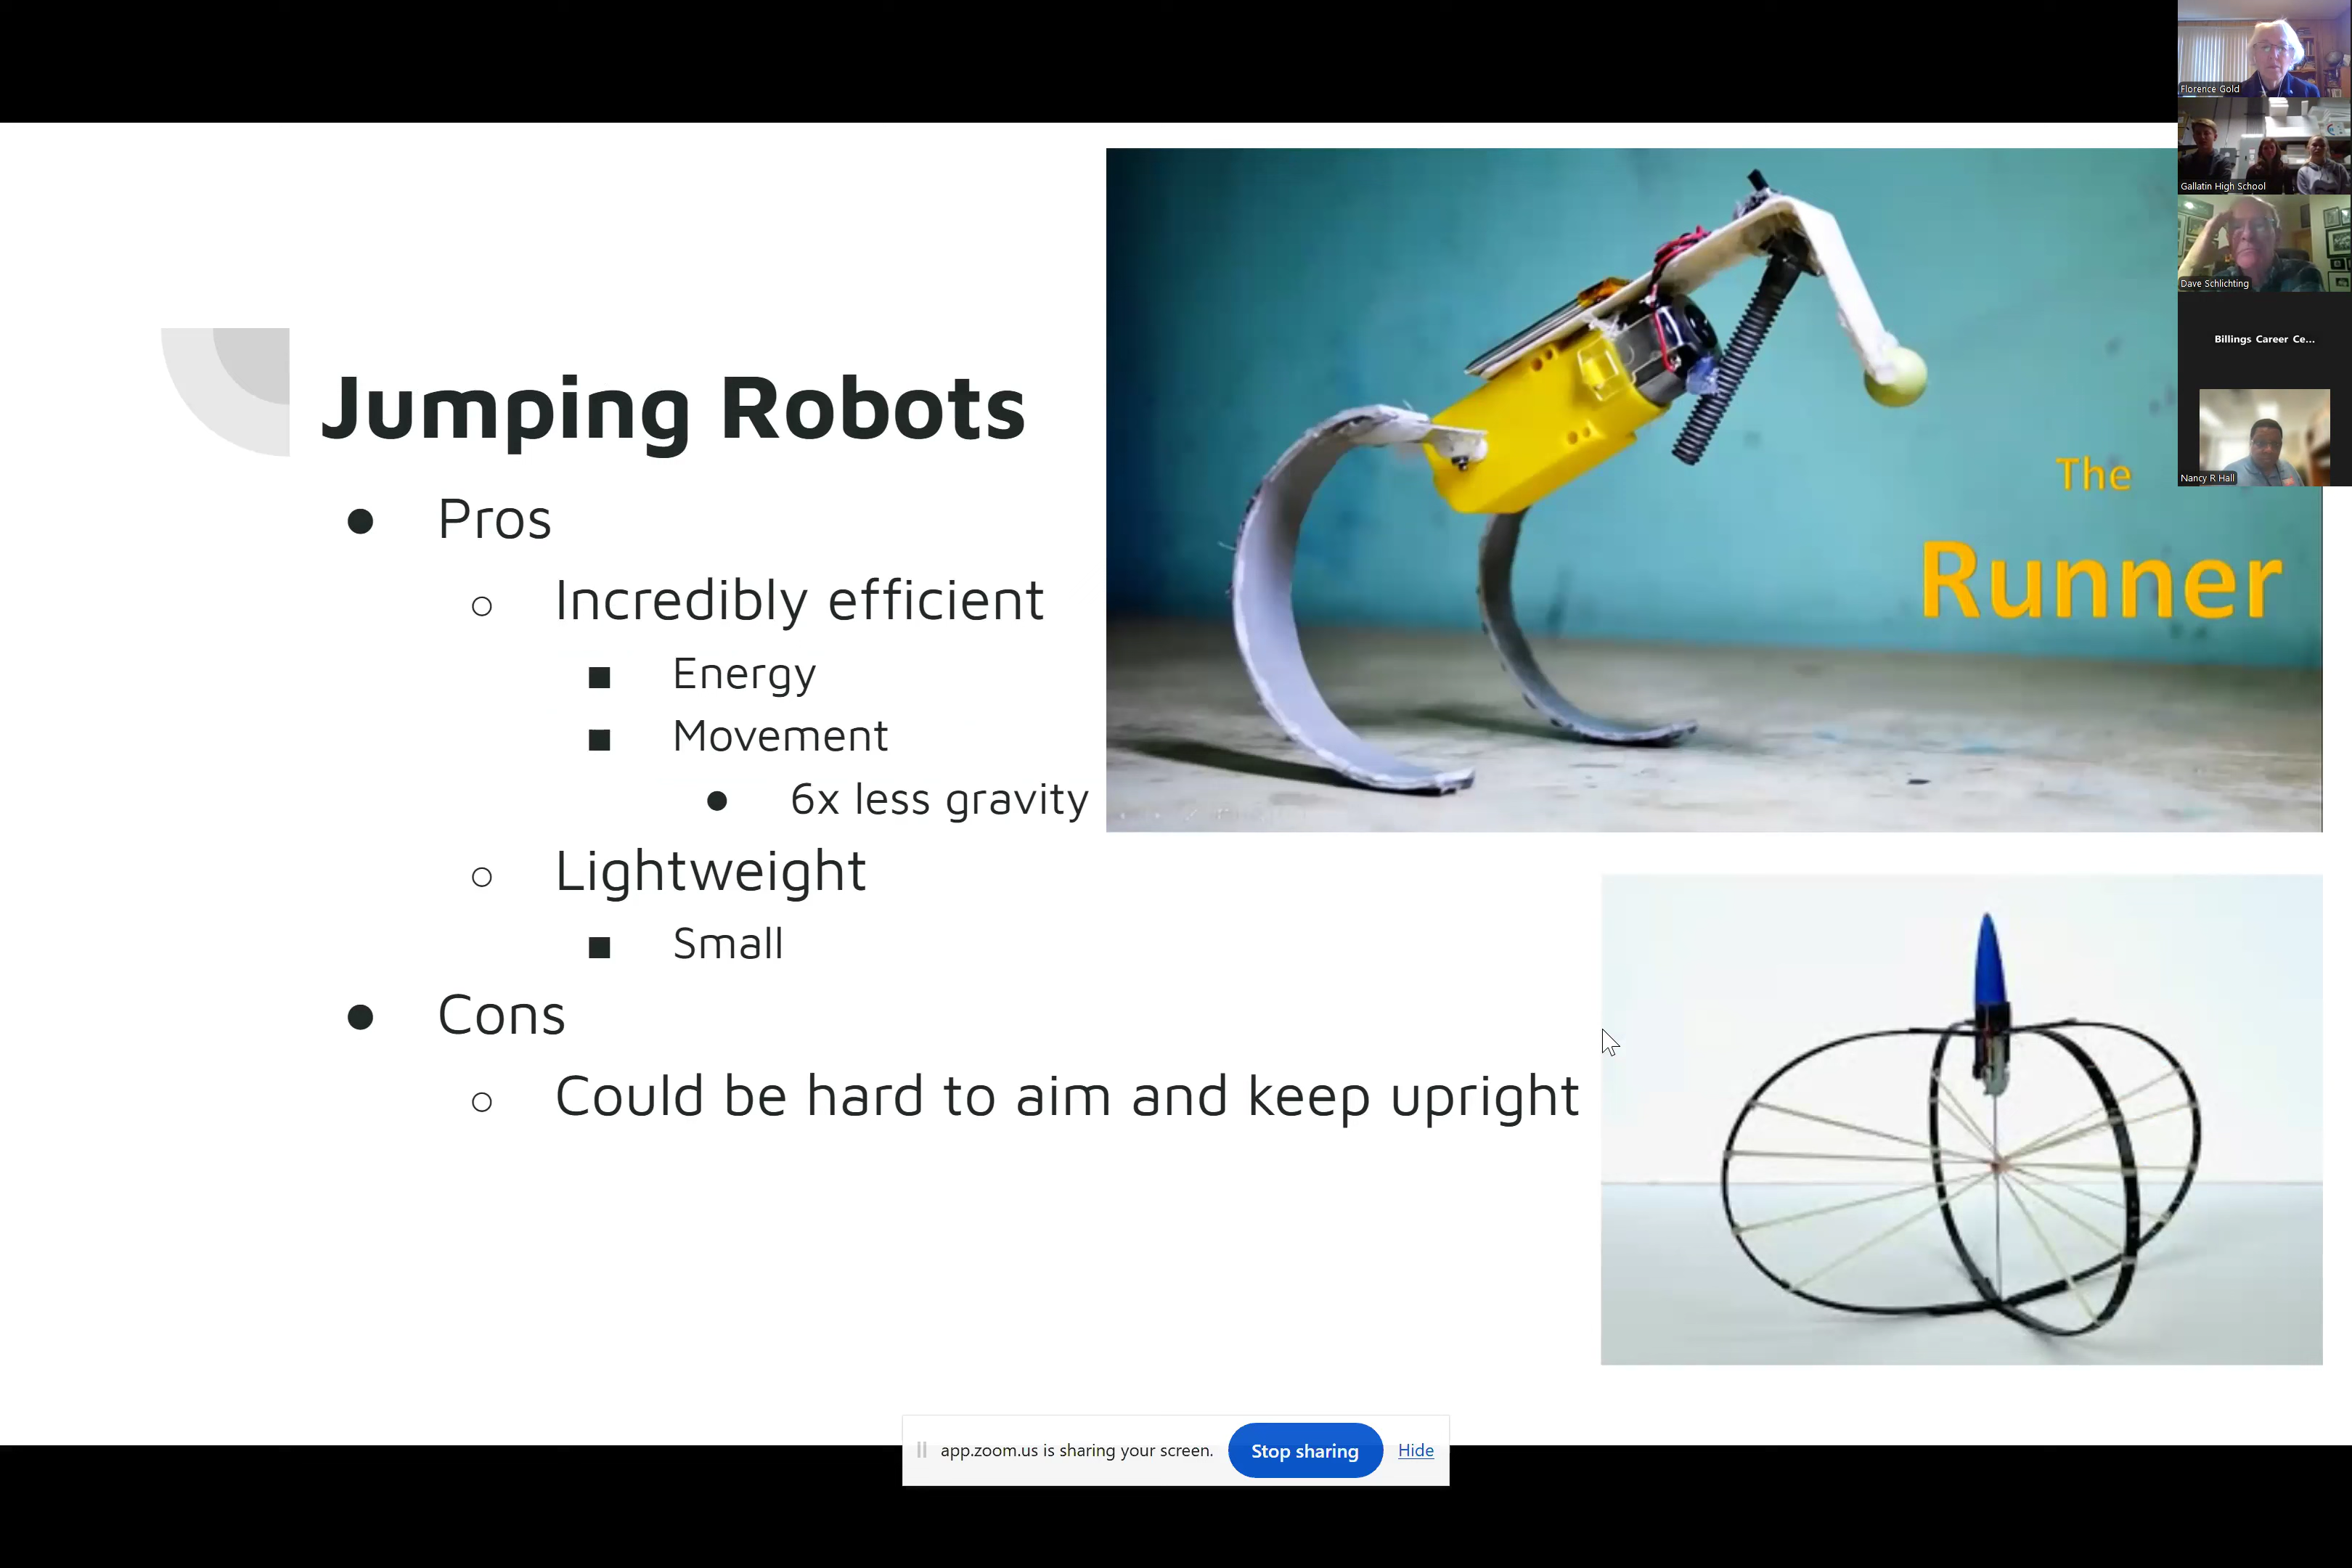 Jumping Robots
Pros
Incredibly efficient
Energy
Movement
6x less gravity
Lightweight
Small
Cons
Could be hard to aim and keep upright
The
Runner
Florence Gold
Gallatin High School
Dave Schlichting
Billings Career Ce...
Nancy R Hall
app.zoom.us is sharing your screen.
Stop sharing
Hide